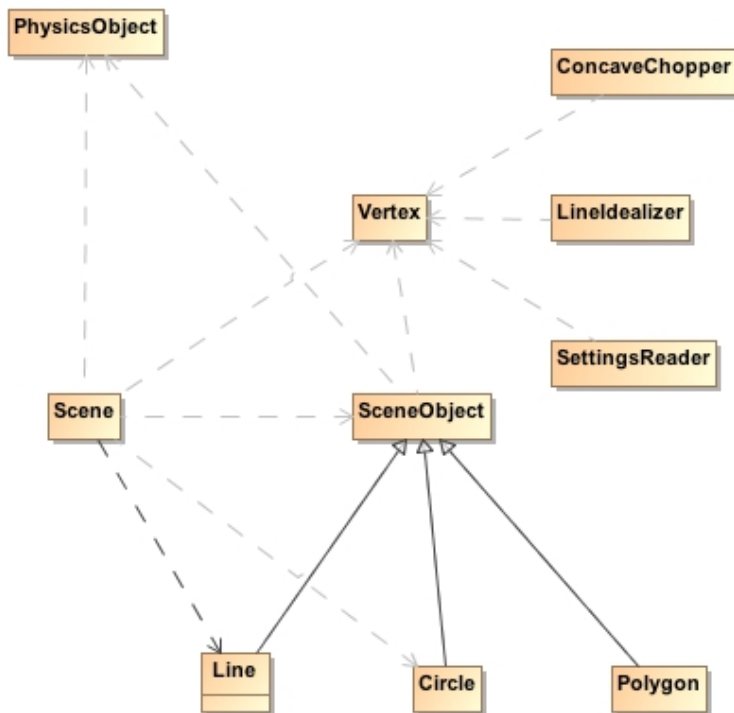 PhysicsObject
ConcaveChopper
Vertex
LineIdealizer
SettingsReader
Scene
SceneObject
Line
Circle
Polygon